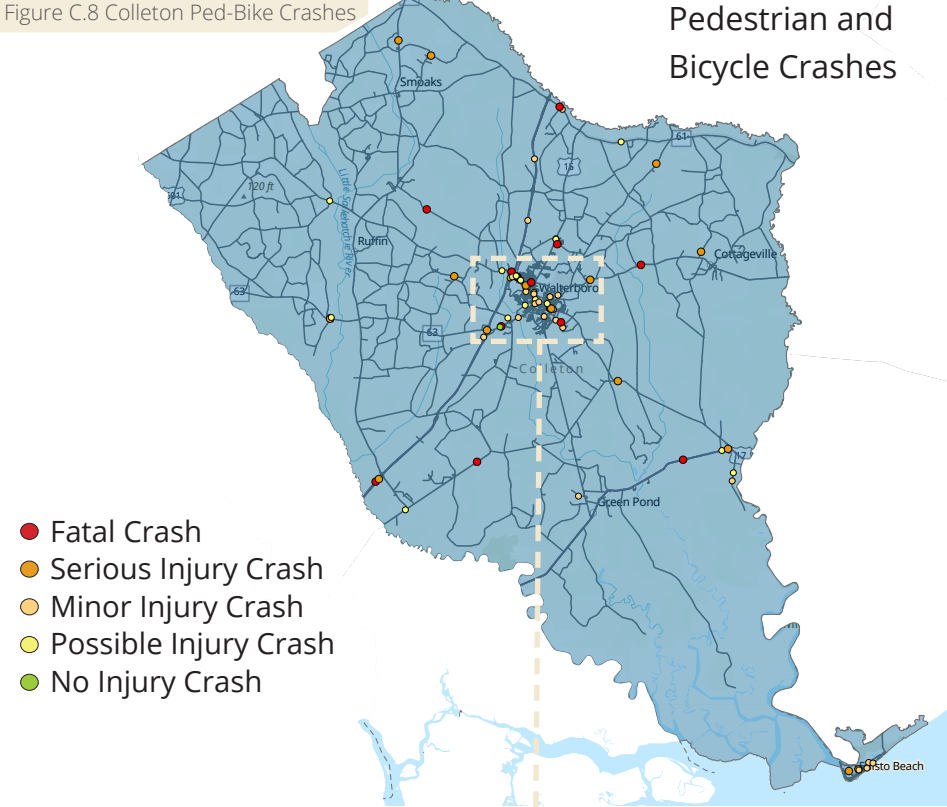 Figure C.8 Colleton Ped-Bike Crashes
Pedestrian and
Bicycle Crashes
Smoaks
61
15
120 ft
Little Salkehatchie River
Ruffin
Cottageville
63
Walterboro
63
Colleton
17
Green Pond
Fatal Crash
Serious Injury Crash
Minor Injury Crash
Possible Injury Crash
No Injury Crash
Edisto Beach